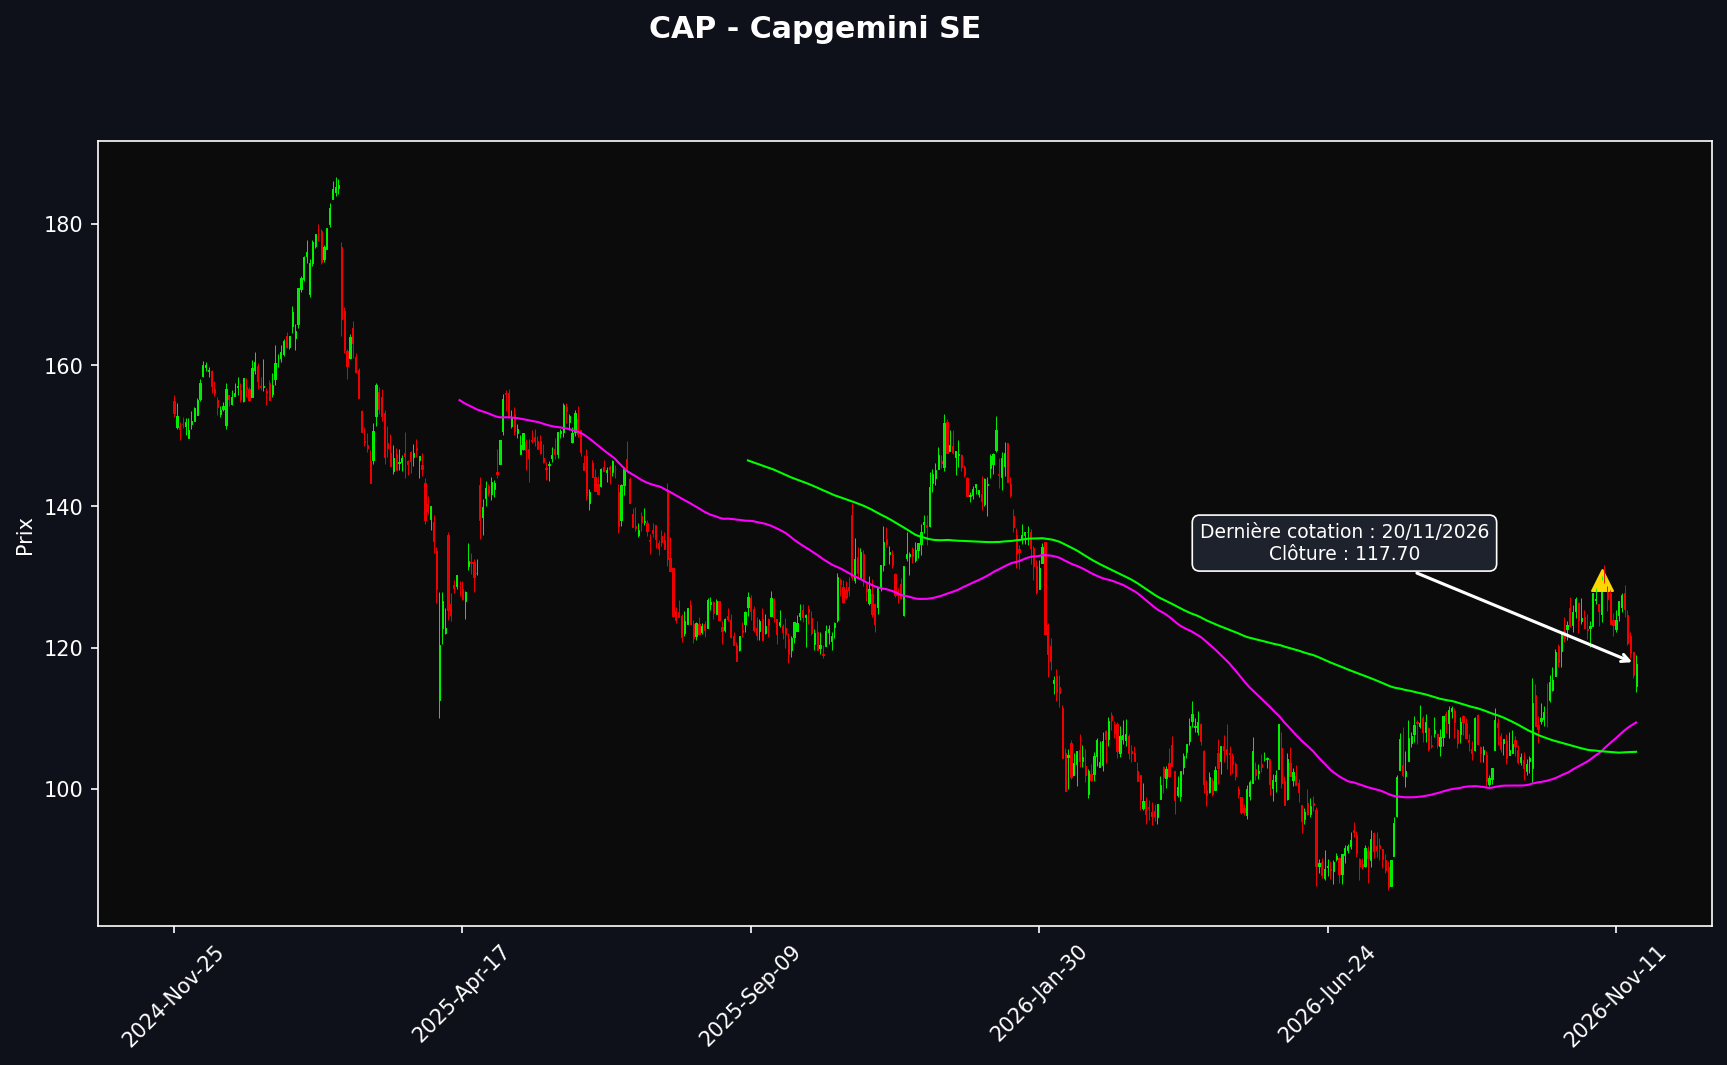 CAP - Capgemini SE
Prix
180
160
140
120
100
Dernière cotation : 20/11/2026
Clôture : 117.70
2024-Nov-25
2025-Apr-17
2025-Sep-09
2026-Jan-30
2026-Jun-24
2026-Nov-11